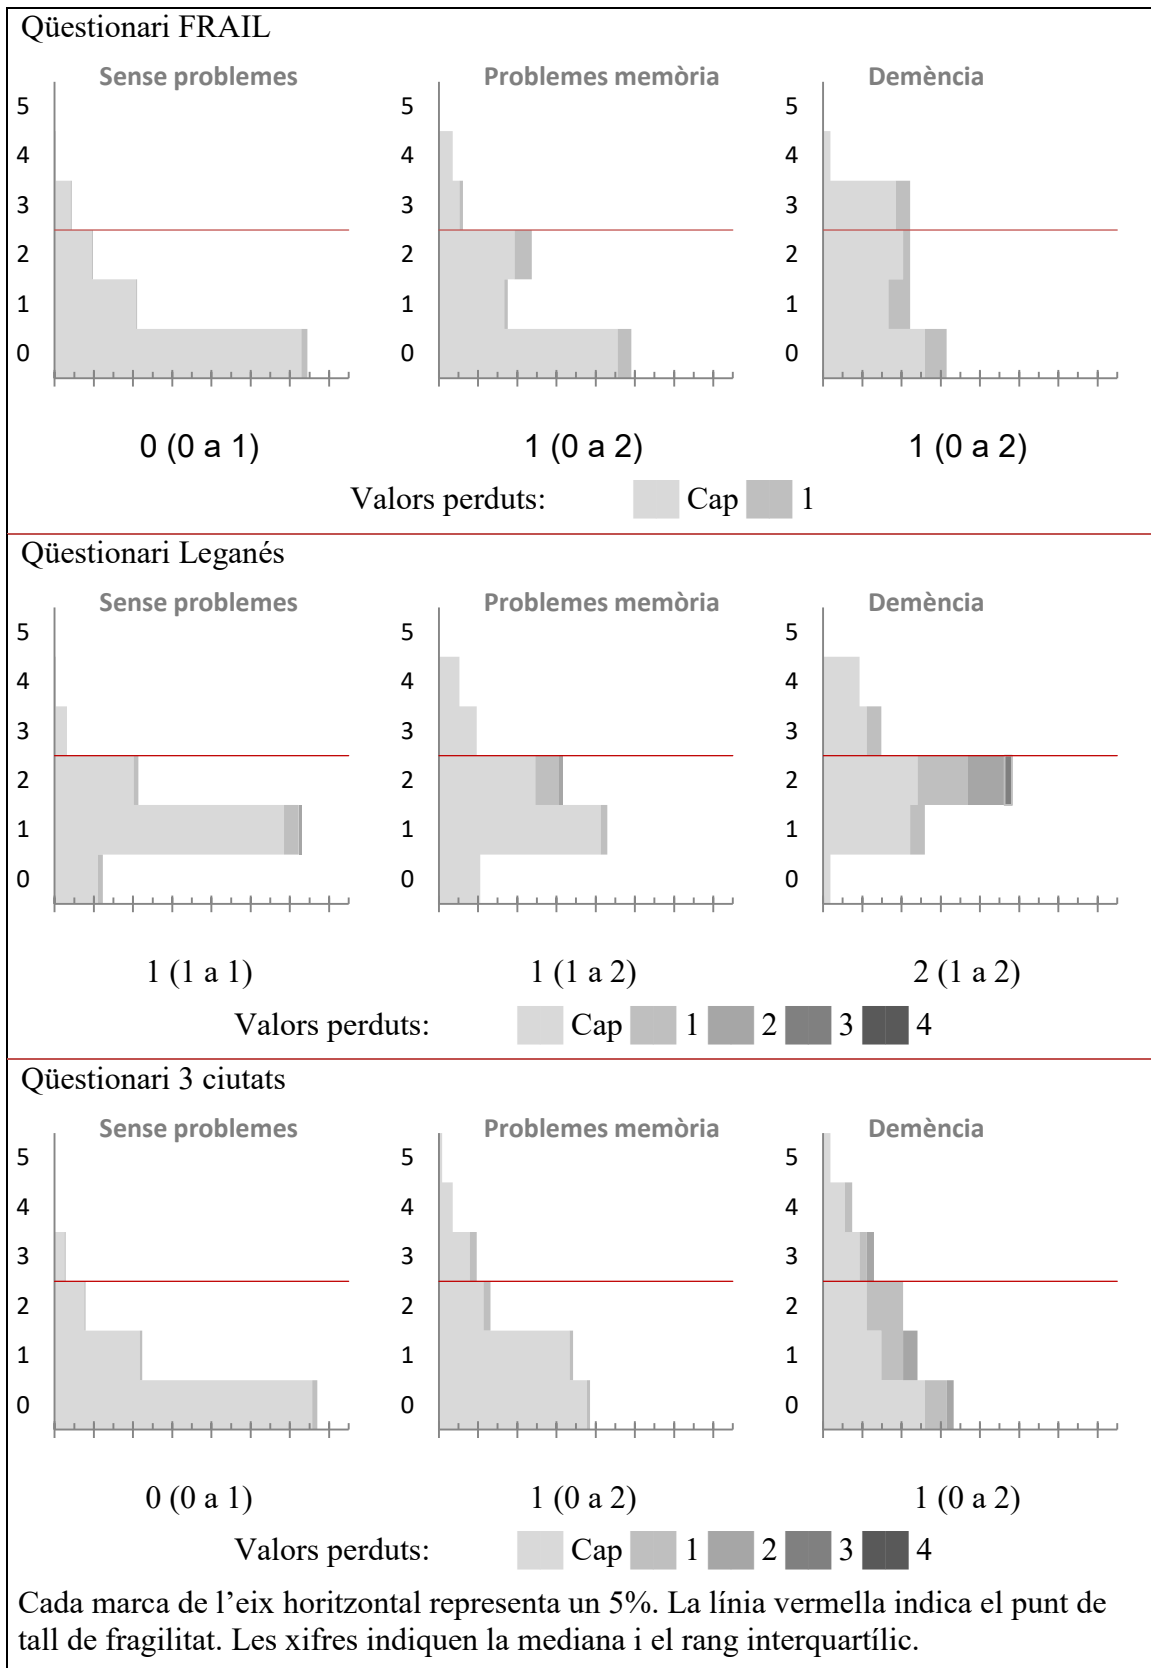 Qüestionari FRAIL
Sense problemes Problemes memòria Demència
5 5 5
4 4 4
3 3 3
2 2 2
1 1 1
0 0 0
0 (0 a 1) 1 (0 a 2) 1 (0 a 2)
Valors perduts: Cap 1
Qüestionari Leganés
Sense problemes Problemes memòria Demència
5 5 5
4 4 4
3 3 3
2 2 2
1 1 1
0 0 0
1 (1 a 1) 1 (1 a 2) 2 (1 a 2)
Valors perduts: Cap 1 2 3 4
Qüestionari 3 ciutats
Sense problemes Problemes memòria Demència
5 5 5
4 4 4
3 3 3
2 2 2
1 1 1
0 0 0
0 (0 a 1) 1 (0 a 2) 1 (0 a 2)
Valors perduts: Cap 1 2 3 4
Cada marca de l’eix horitzontal representa un 5%. La línia vermella indica el punt de
tall de fragilitat. Les xifres indiquen la mediana i el rang interquartílic.